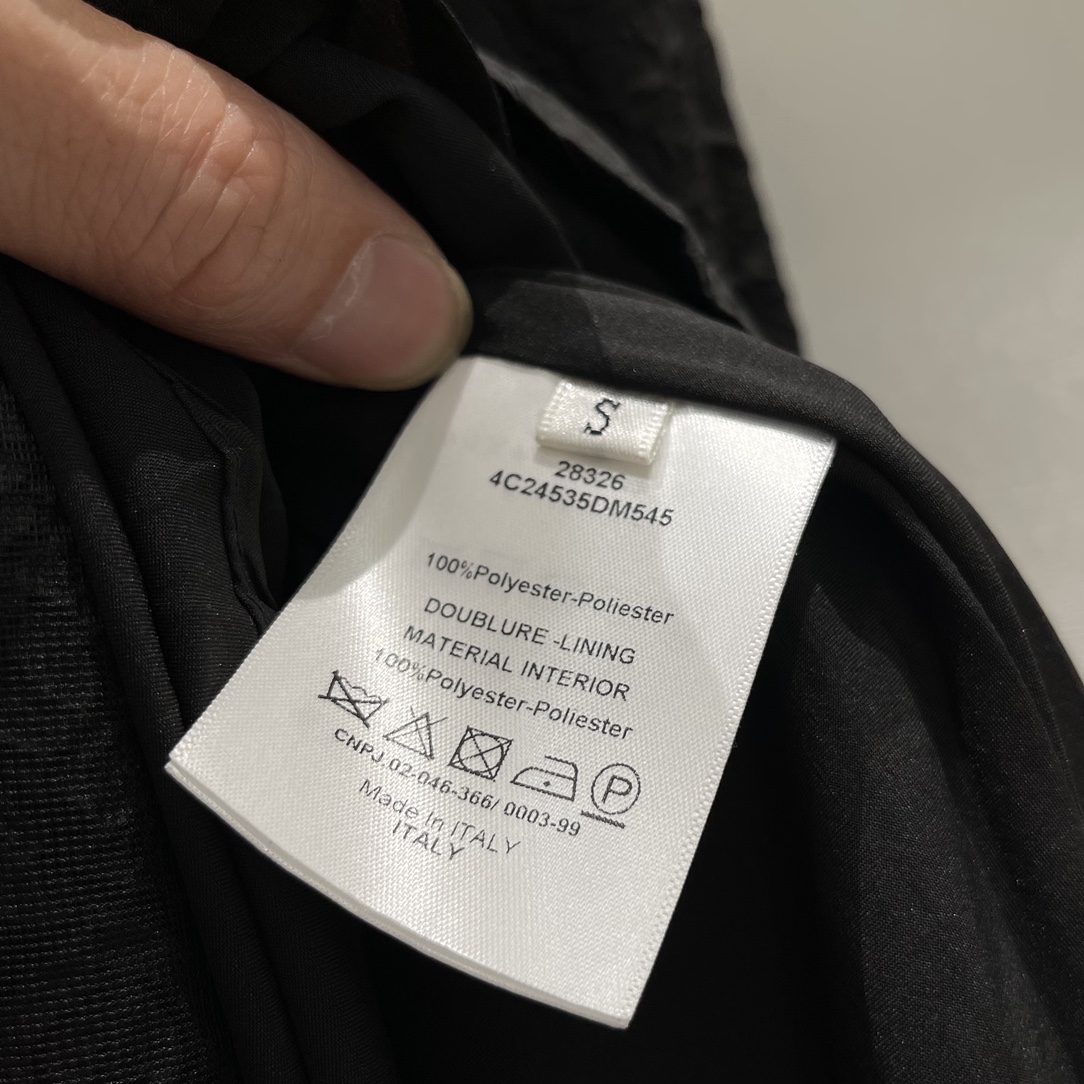 S
28326
4C24535DM545
100%Polyester-Poliester
DOUBLURE -LINING
MATERIAL INTERIOR
100%Polyester-Poliester
P
CNPJ 02-046-366/ 0003-99
Made in ITALY
ITALY